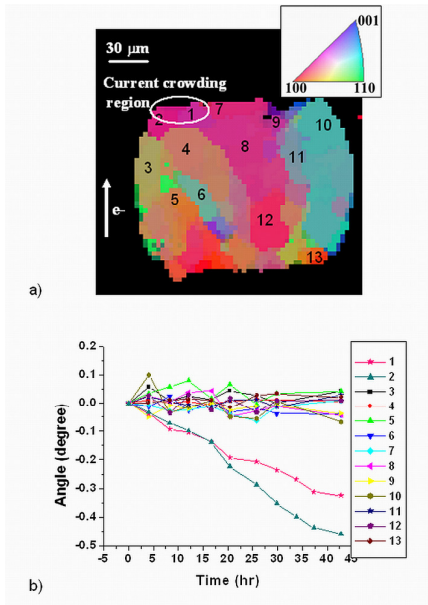 30 μm
001
100 110
Current crowding
region
1 7
2 9 10
3 4 8 11
5 6
e-
12
13
a)
0.2
0.1
0.0
-0.1
-0.2
-0.3
-0.4
-0.5
Angle (degree)
-5 0 5 10 15 20 25 30 35 40 45
Time (hr)
1
2
3
4
5
6
7
8
9
10
11
12
13
b)